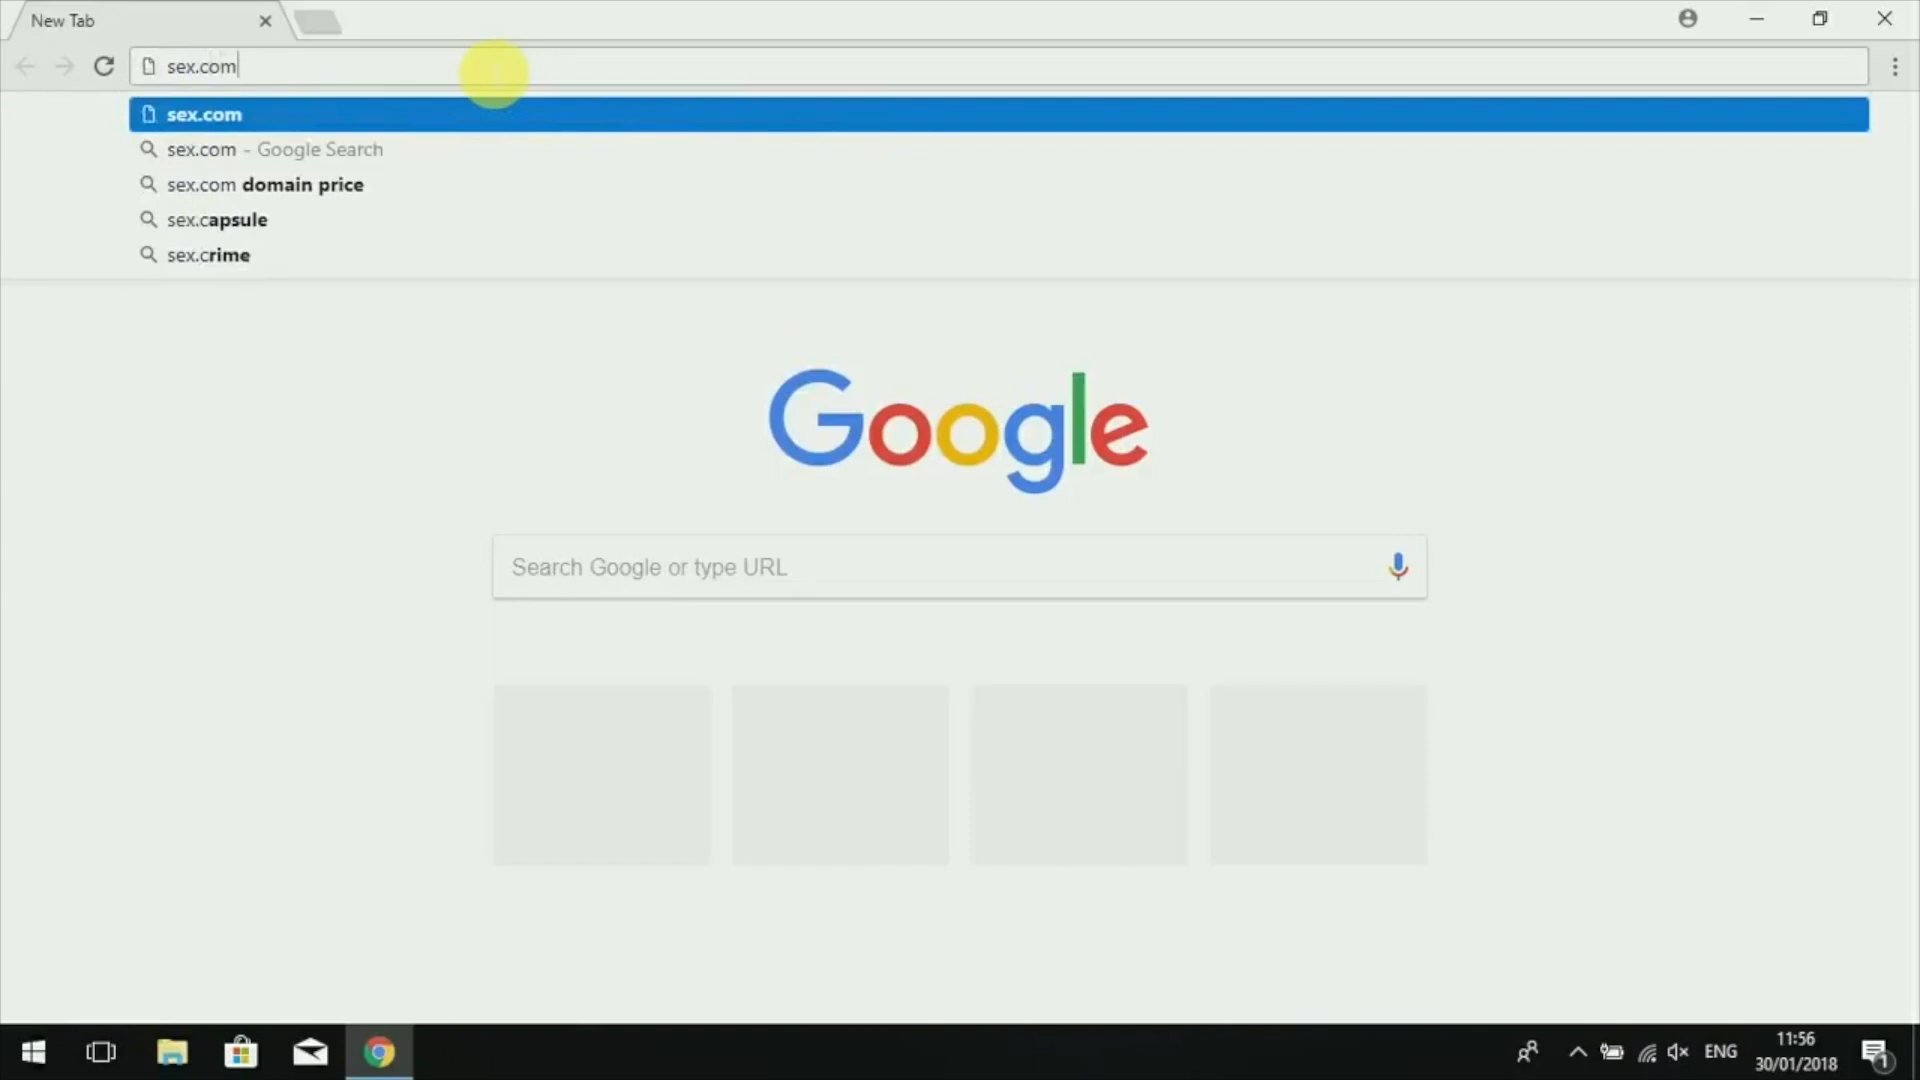 New Tab
sex.com
sex.com
sex.com - Google Search
sex.com domain price
sex.capsule
sex.crime
Google
Search Google or type URL
ENG
11:56
30/01/2018
1